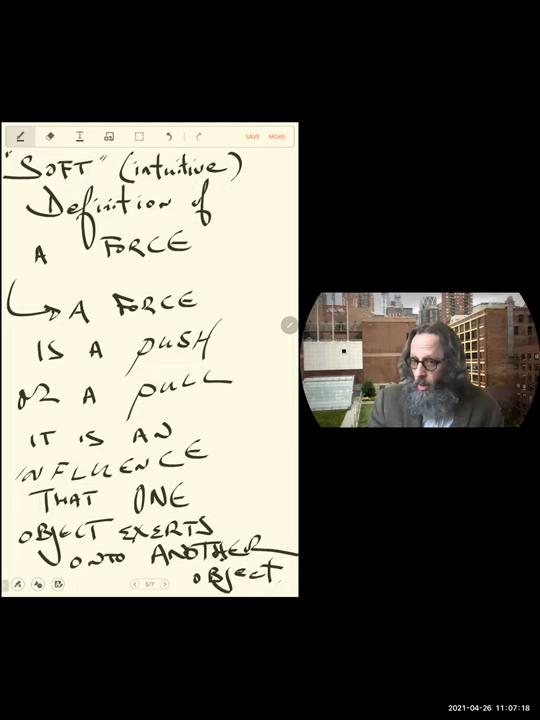 SAVE MORE
"SOFT" (intuitive)
Definition of
A FORCE
A FORCE
IS A PUSH
OR A PULL
IT IS AN
INFLUENCE
THAT ONE
OBJECT EXERTS
ONTO ANOTHER
OBJECT.
5/7
2021-04-26 11:07:18